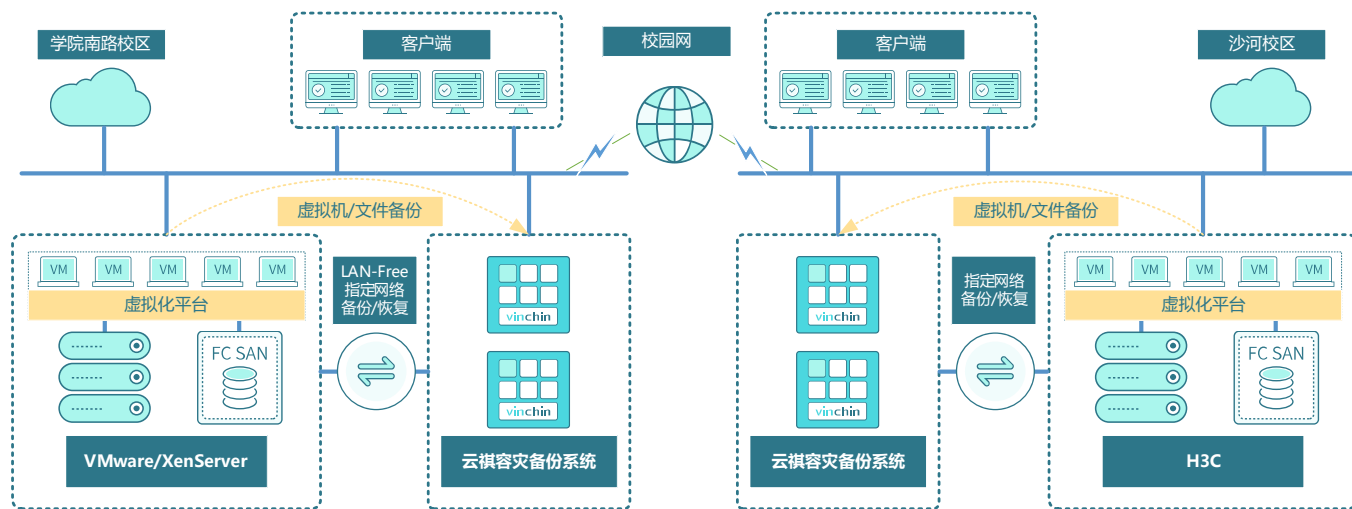 学院南路校区
客户端
校园网
客户端
沙河校区
虚拟机/文件备份
虚拟机/文件备份
VM VM VM VM VM
虚拟化平台
FC SAN
VMware/XenServer
LAN-Free
指定网络
备份/恢复
vinchin
vinchin
云祺容灾备份系统
vinchin
vinchin
云祺容灾备份系统
指定网络
备份/恢复
VM VM VM VM VM
虚拟化平台
FC SAN
H3C